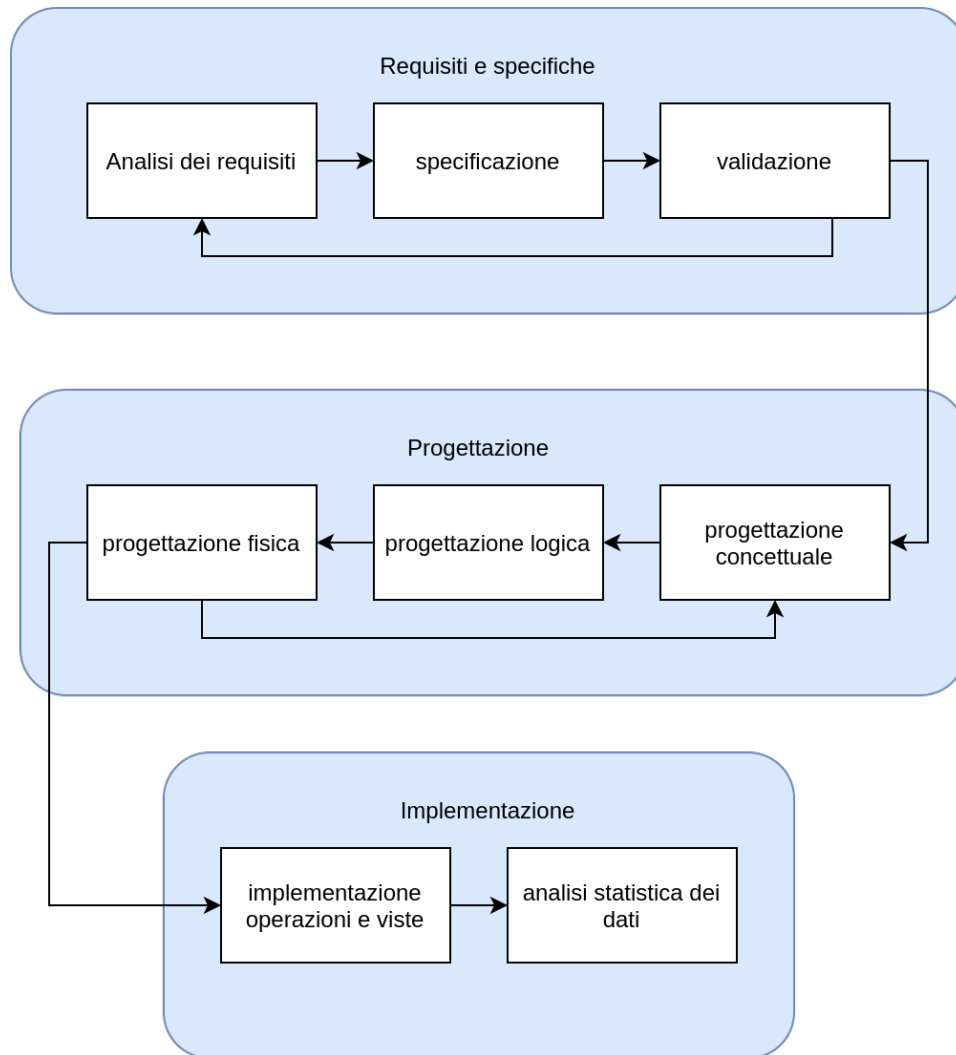 Requisiti e specifiche
Analisi dei requisiti
specificazione
validazione
Progettazione
progettazione fisica
progettazione logica
progettazione
concettuale
Implementazione
implementazione
operazioni e viste
analisi statistica dei
dati